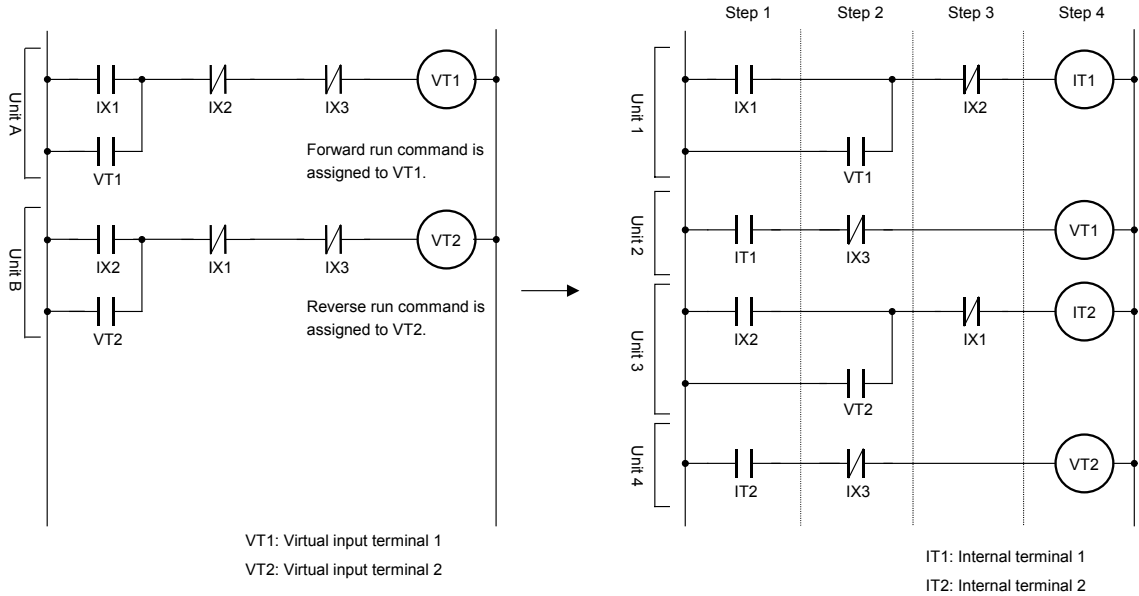 Unit A
IX1
IX2
IX3
VT1
VT1
Forward run command is
assigned to VT1.
Unit B
IX2
IX1
IX3
VT2
VT2
Reverse run command is
assigned to VT2.
VT1: Virtual input terminal 1
VT2: Virtual input terminal 2
Step 1
Step 2
Step 3
Step 4
Unit 1
IX1
IX2
IT1
VT1
Unit 2
IT1
IX3
VT1
Unit 3
IX2
IX1
IT2
VT2
Unit 4
IT2
IX3
VT2
IT1: Internal terminal 1
IT2: Internal terminal 2